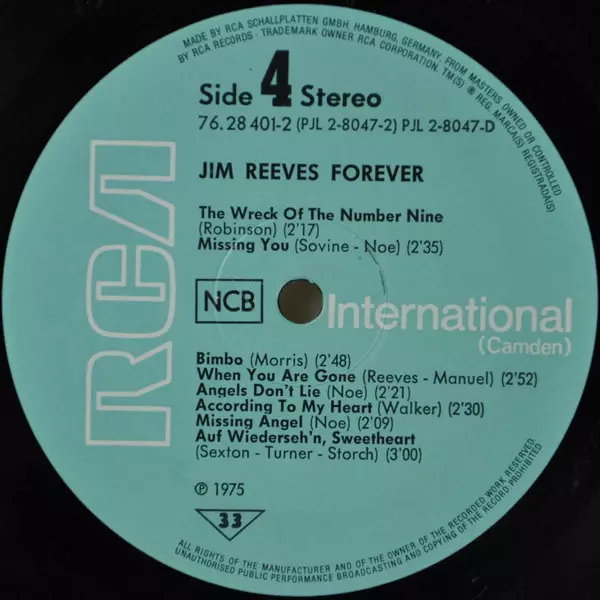 MADE BY RCA SCHALLPLATTEN GMBH, HAMBURG, GERMANY, FROM MASTERS OWNED OR CONTROLLED
BY RCA RECORDS · TRADEMARK OWNER RCA CORPORATION. TM(S) ® REG. MARCA(S) REGISTRADA(S)
Side 4 Stereo
76.28 401-2 (PJL 2-8047-2) PJL 2-8047-D
JIM REEVES FOREVER
The Wreck Of The Number Nine
(Robinson) (2'17)
Missing You (Sovine - Noe) (2'35)
RCA
NCB
International
(Camden)
Bimbo (Morris) (2'48)
When You Are Gone (Reeves - Manuel) (2'52)
Angels Don't Lie (Noe) (2'21)
According To My Heart (Walker) (2'30)
Missing Angel (Noe) (2'09)
Auf Wiederseh'n, Sweetheart
(Sexton - Turner - Storch) (3'00)
℗ 1975
33
ALL RIGHTS OF THE MANUFACTURER AND OF THE OWNER OF THE RECORDED WORK RESERVED.
UNAUTHORISED PUBLIC PERFORMANCE BROADCASTING AND COPYING OF THE RECORD PROHIBITED